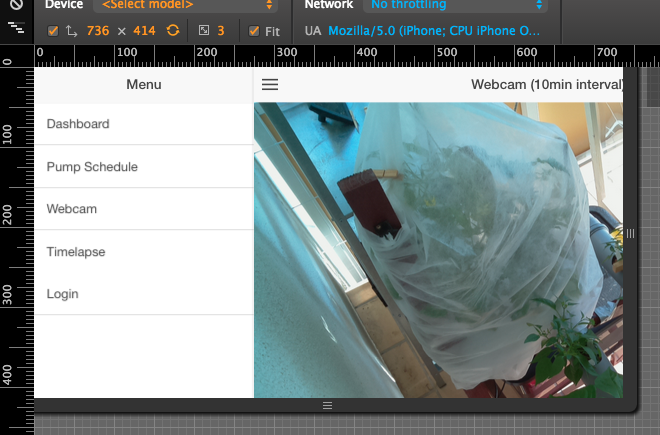 Device <Select model> Network No throttling
736 × 414 3 Fit UA Mozilla/5.0 (iPhone; CPU iPhone O...
0 100 200 300 400 500 600 700
0
100
200
300
400
Menu
Webcam (10min interval)
Dashboard
Pump Schedule
Webcam
Timelapse
Login